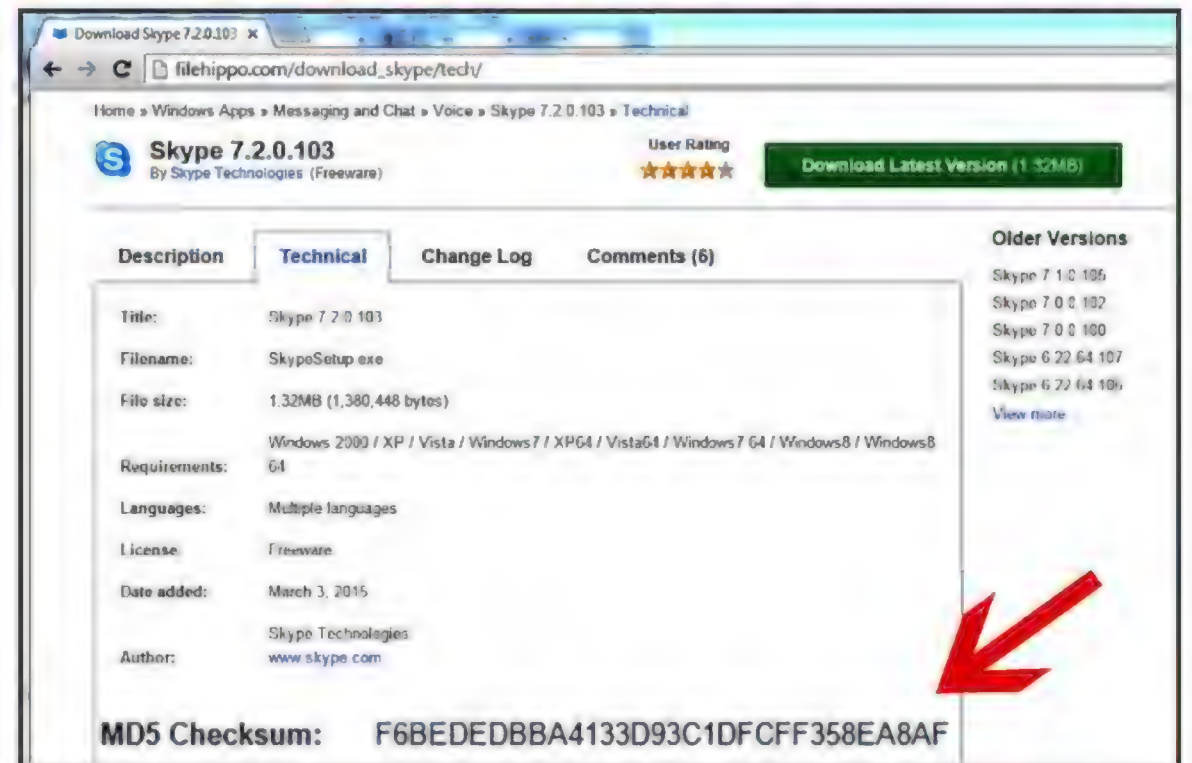 Download Skype 7.2.0.103 ×
filehippo.com/download_skype/tech/
Home » Windows Apps » Messaging and Chat » Voice » Skype 7.2.0.103 » Technical
Skype 7.2.0.103
By Skype Technologies (Freeware)
User Rating
Download Latest Version (1.32MB)
Description Technical Change Log Comments (6)
Title: Skype 7.2.0.103
Filename: SkypeSetup.exe
File size: 1.32MB (1,380,448 bytes)
Windows 2000 / XP / Vista / Windows7 / XP64 / Vista64 / Windows7 64 / Windows8 / Windows8
Requirements: 64
Languages: Multiple languages
License Freeware
Date added: March 3, 2015
Skype Technologies
Author: www.skype.com
MD5 Checksum: F6BEDEDBBA4133D93C1DFCFF358EA8AF
Older Versions
Skype 7.1.0.105
Skype 7.0.0.102
Skype 7.0.0.100
Skype 6.22.64.107
Skype 6.22.64.106
View more